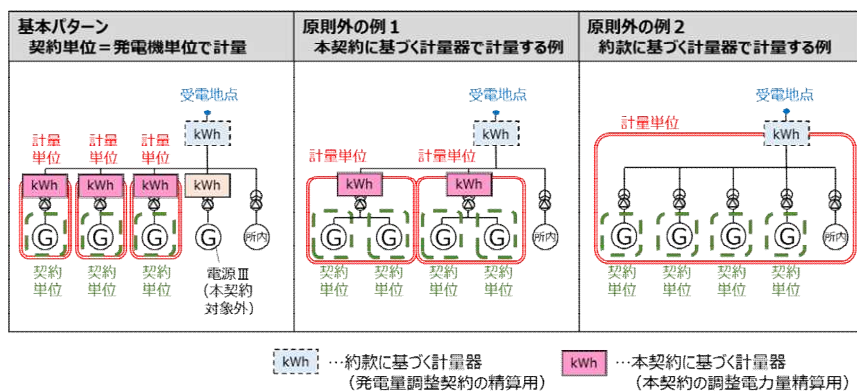 基本パターン
契約単位＝発電機単位で計量
受電地点
kWh
計量 計量 計量
単位 単位 単位
kWh kWh kWh kWh
G G G G 所内
契約 契約 契約
単位 単位 単位
電源Ⅲ
（本契約
対象外）
原則外の例１
本契約に基づく計量器で計量する例
受電地点
kWh
計量単位 計量単位
kWh kWh
G G G G 所内
契約 契約 契約 契約
単位 単位 単位 単位
原則外の例２
約款に基づく計量器で計量する例
受電地点
計量単位
kWh
G G G G 所内
契約 契約 契約 契約
単位 単位 単位 単位
kWh …約款に基づく計量器
（発電量調整契約の精算用）
kWh …本契約に基づく計量器
（本契約の調整電力量精算用）